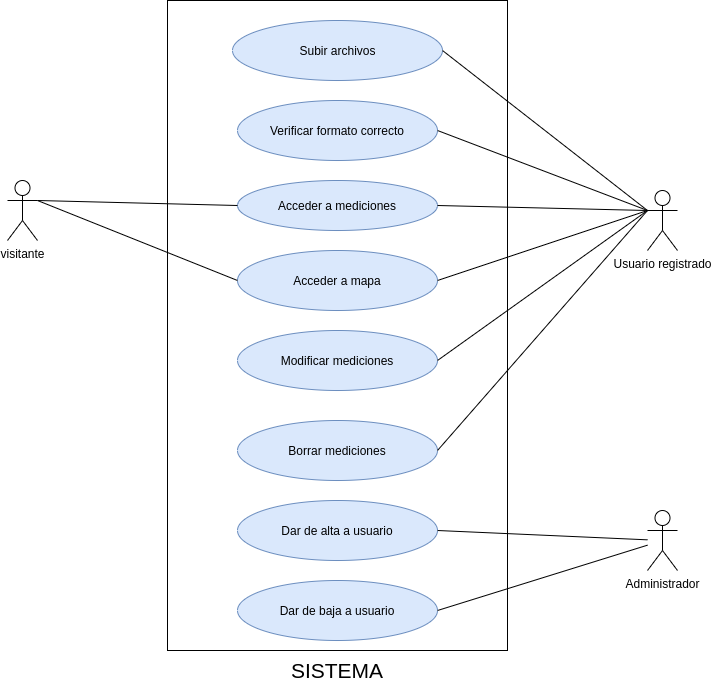 Subir archivos
Verificar formato correcto
Acceder a mediciones
visitante
Usuario registrado
Acceder a mapa
Modificar mediciones
Borrar mediciones
Dar de alta a usuario
Administrador
Dar de baja a usuario
SISTEMA